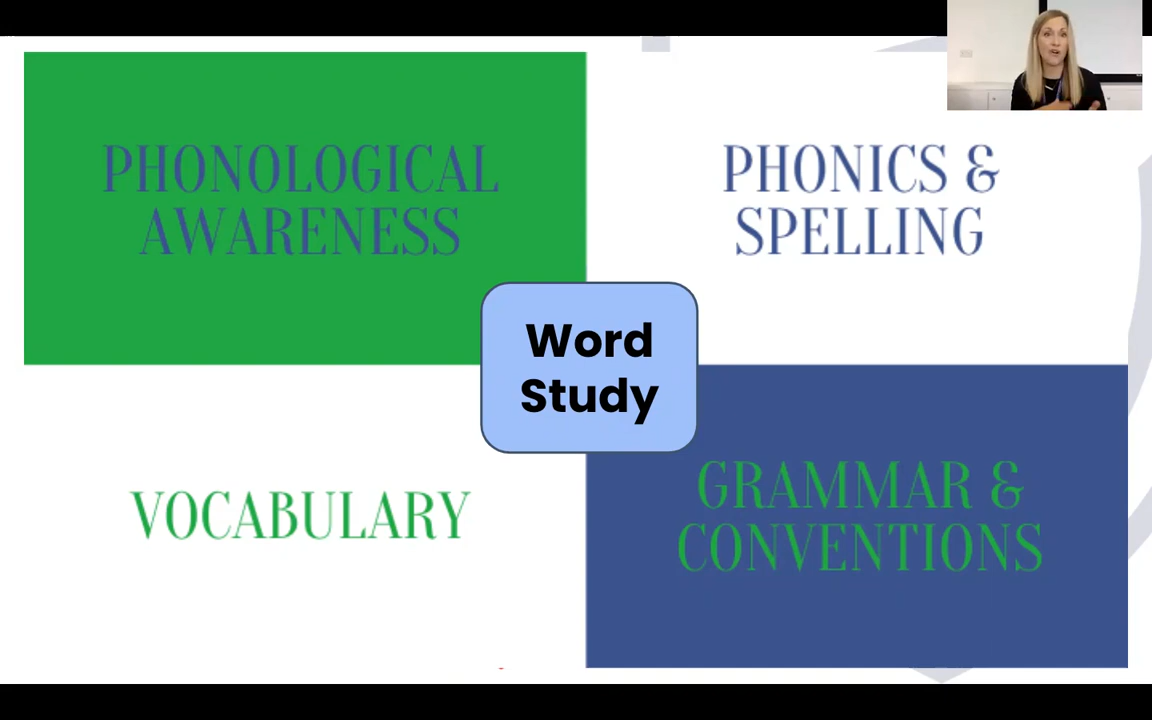 PHONOLOGICAL
AWARENESS
PHONICS &
SPELLING
Word
Study
VOCABULARY
GRAMMAR &
CONVENTIONS